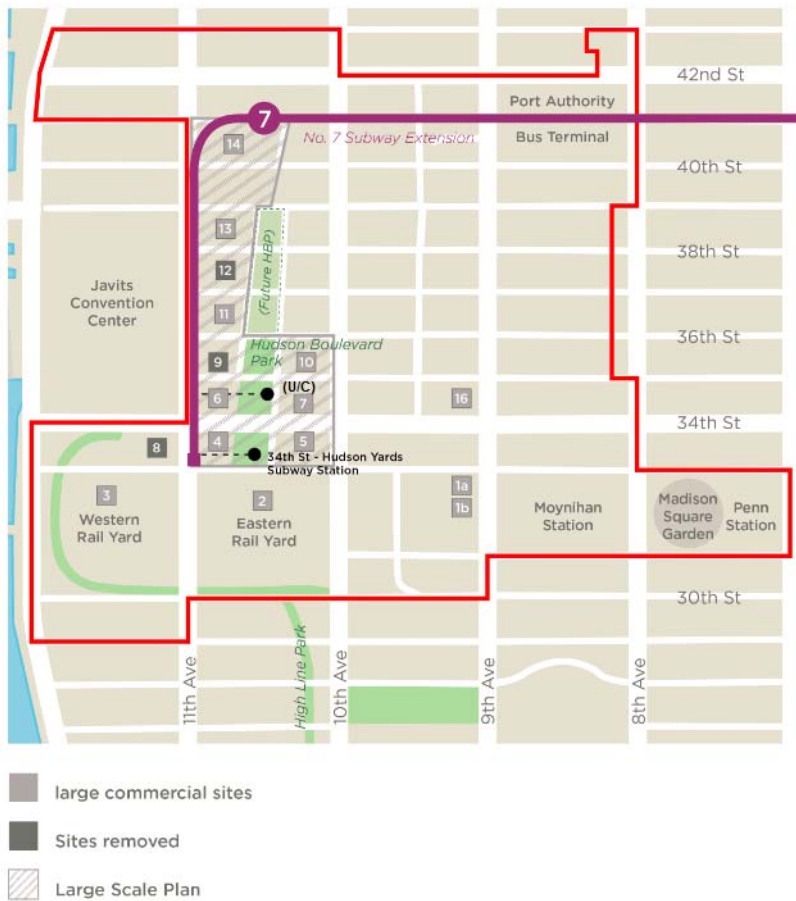 42nd St
Port Authority
7
No. 7 Subway Extension
Bus Terminal
14
40th St
13
(Future HBP)
38th St
12
Javits
Convention
Center
11
36th St
Hudson Boulevard
Park
9
10
(U/C)
6
7
16
34th St
8
4
5
34th St - Hudson Yards
Subway Station
3
Western
Rail Yard
2
Eastern
Rail Yard
1a
1b
Moynihan
Station
Madison
Square
Garden
Penn
Station
30th St
11th Ave
High Line Park
10th Ave
9th Ave
8th Ave
large commercial sites
Sites removed
Large Scale Plan